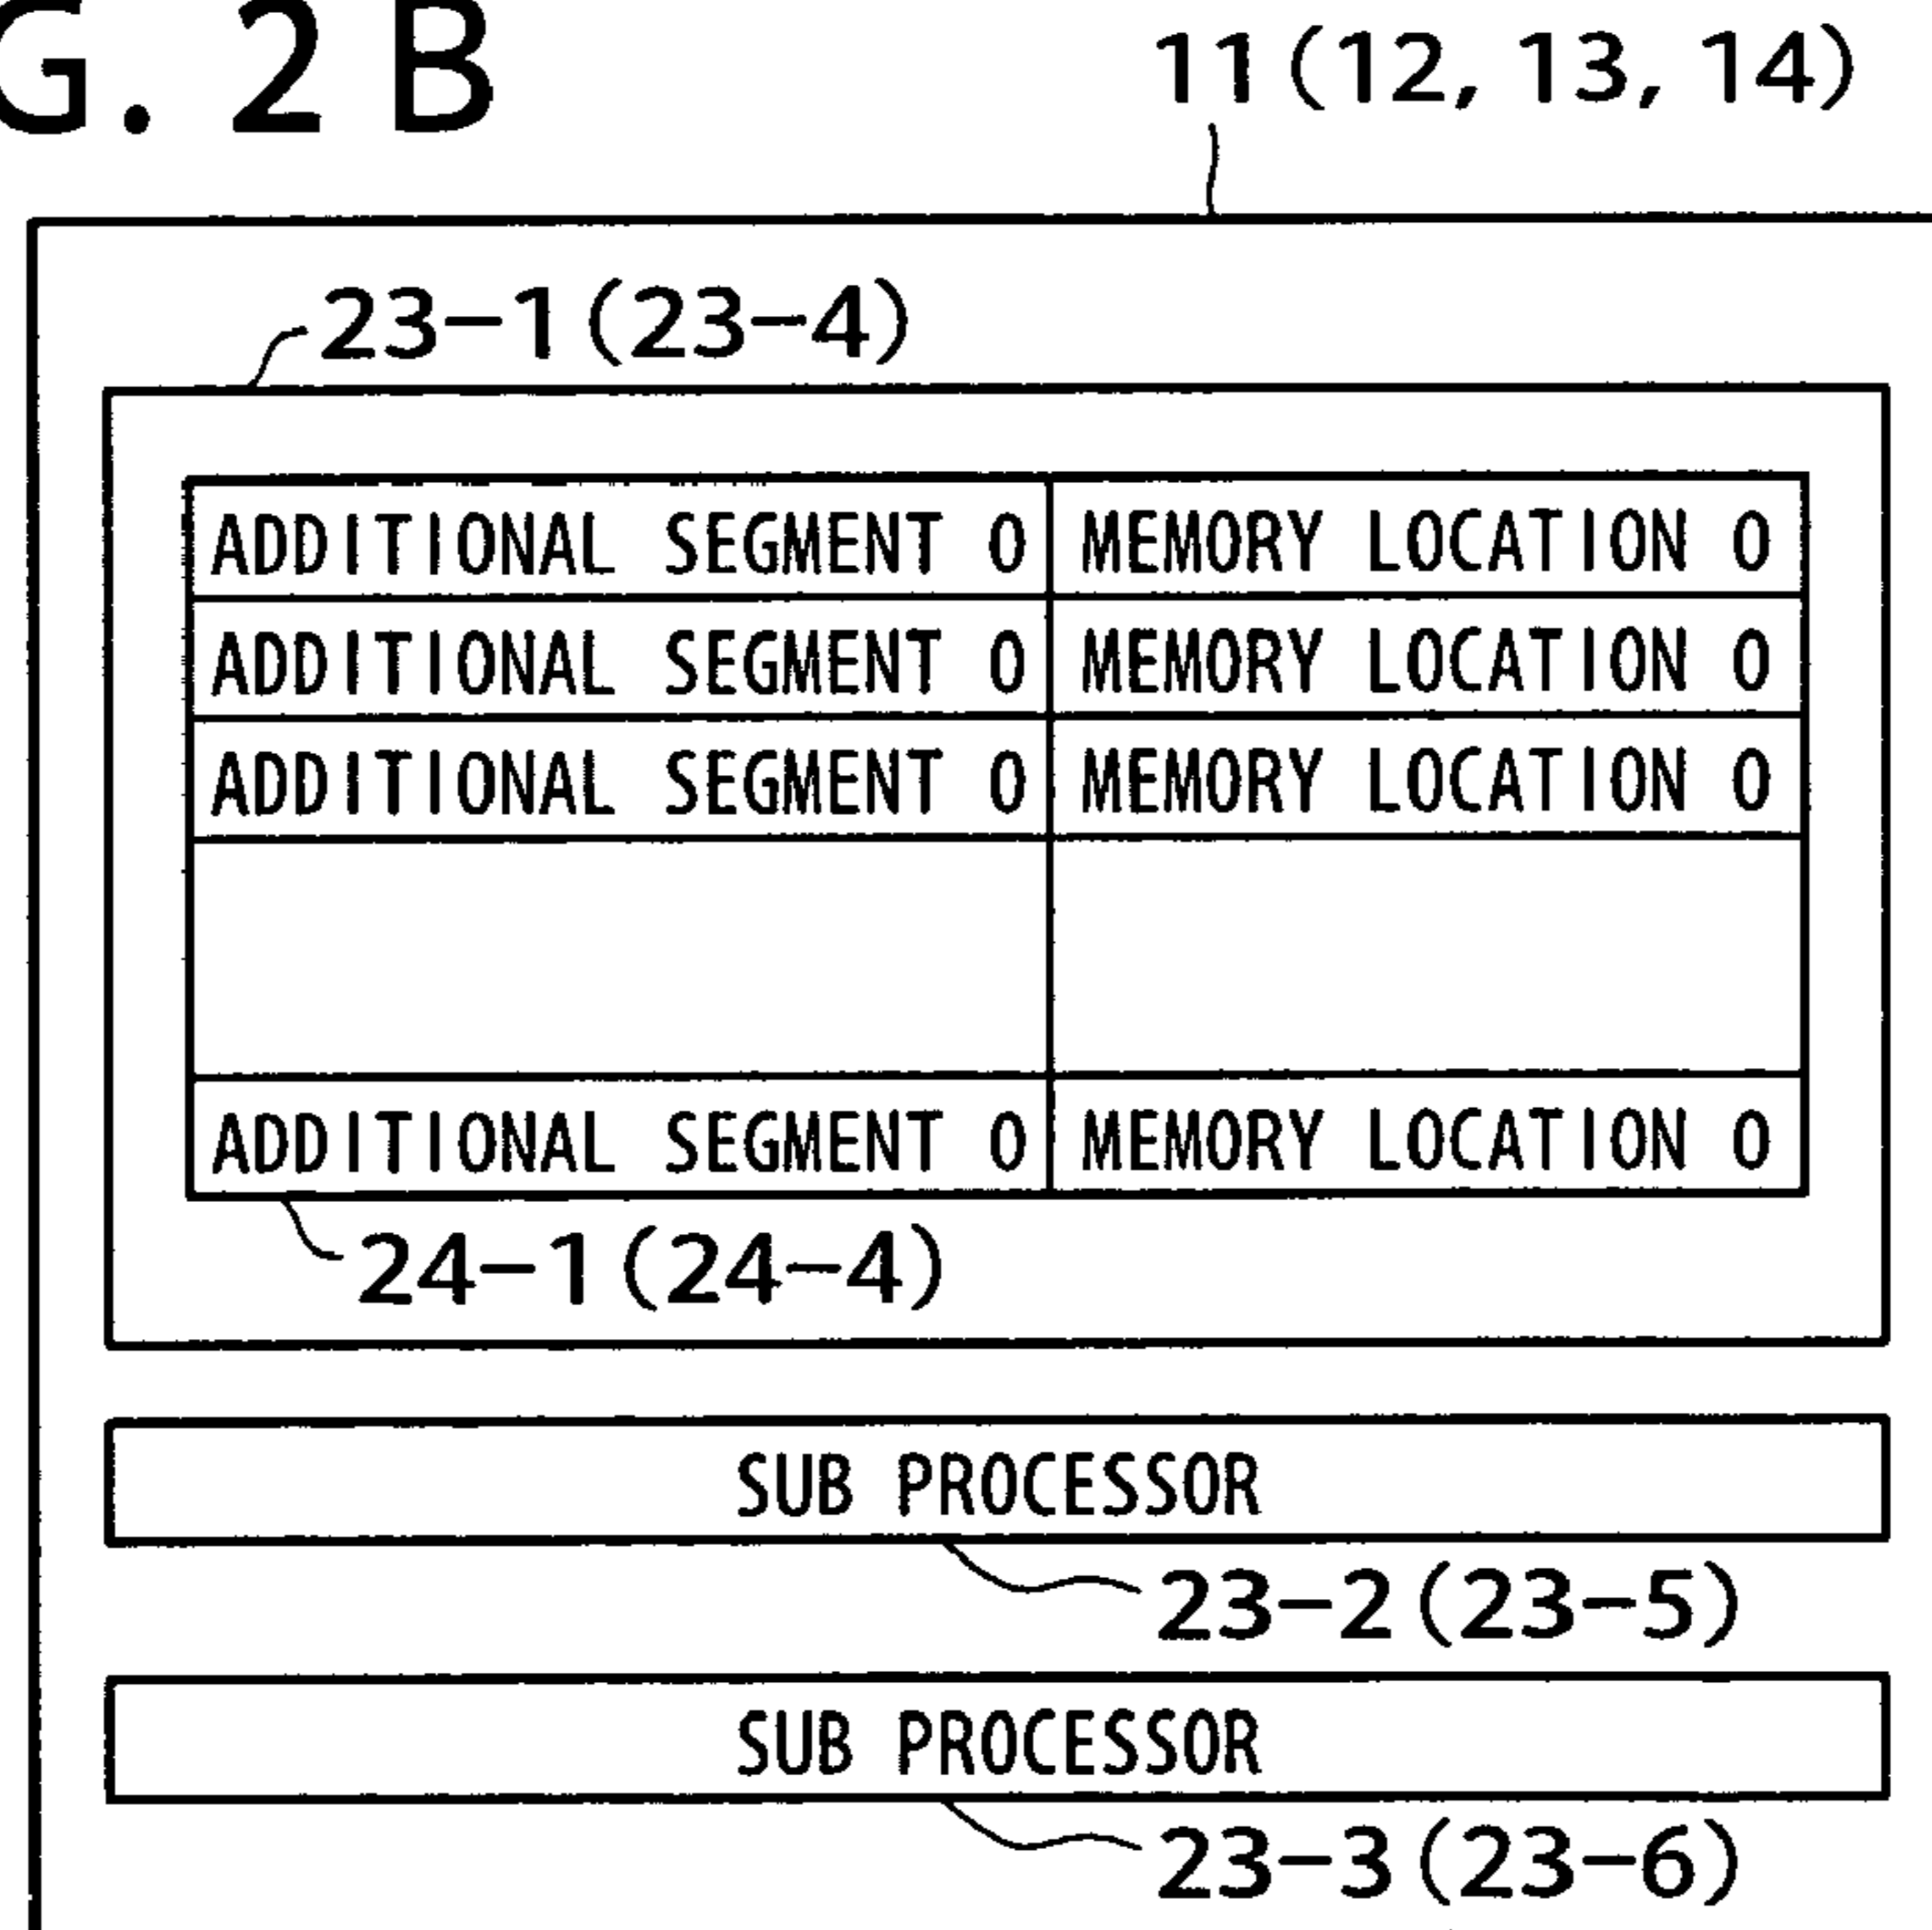 G. 2 B
11 (12, 13, 14)
23-1 (23-4)
ADDITIONAL SEGMENT 0 MEMORY LOCATION 0
ADDITIONAL SEGMENT 0 MEMORY LOCATION 0
ADDITIONAL SEGMENT 0 MEMORY LOCATION 0
ADDITIONAL SEGMENT 0 MEMORY LOCATION 0
24-1 (24-4)
SUB PROCESSOR
23-2 (23-5)
SUB PROCESSOR
23-3 (23-6)